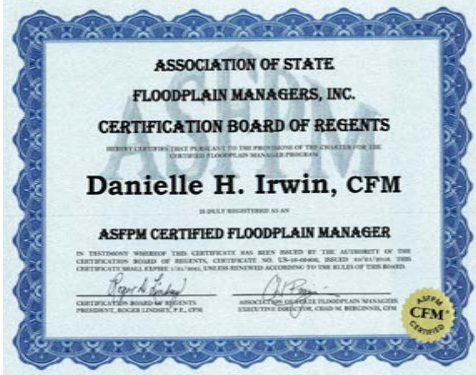 ASFPM
ASSOCIATION OF STATE
FLOODPLAIN MANAGERS, INC.
CERTIFICATION BOARD OF REGENTS
HEREBY CERTIFIES THAT PURSUANT TO THE PROVISIONS OF THE CHARTER FOR THE
CERTIFIED FLOODPLAIN MANAGER PROGRAM
Danielle H. Irwin, CFM
IS DULY REGISTERED AS AN
ASFPM CERTIFIED FLOODPLAIN MANAGER
IN TESTIMONY WHEREOF THIS CERTIFICATE HAS BEEN ISSUED BY THE AUTHORITY OF THE
CERTIFICATION BOARD OF REGENTS, CERTIFICATE NO. ISSUED THIS
CERTIFICATE SHALL EXPIRE UNLESS RENEWED ACCORDING TO THE RULES OF THIS BOARD.
CERTIFICATION BOARD OF REGENTS
PRESIDENT, ROGER LINDSEY, P.E., CFM
ASSOCIATION OF STATE FLOODPLAIN MANAGERS
EXECUTIVE DIRECTOR, CHAD M. BERGINNIS, CFM
ASFPM
CFM
CERTIFIED